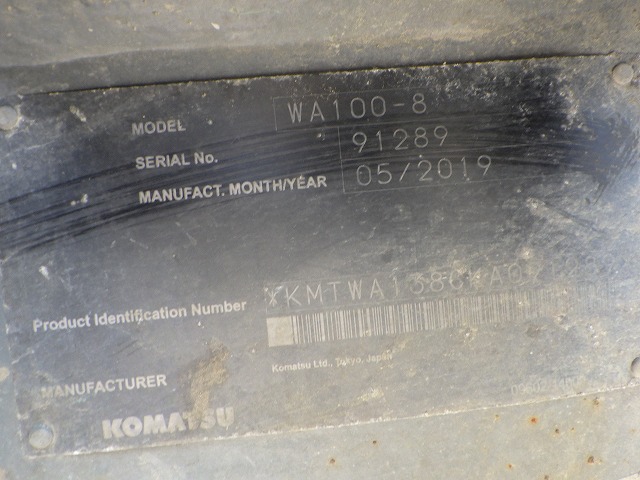 MODEL WA100-8
SERIAL No. 91289
MANUFACT. MONTH/YEAR 05/2019
Product Identification Number
Komatsu Ltd., Tokyo, Japan
MANUFACTURER
KOMATSU